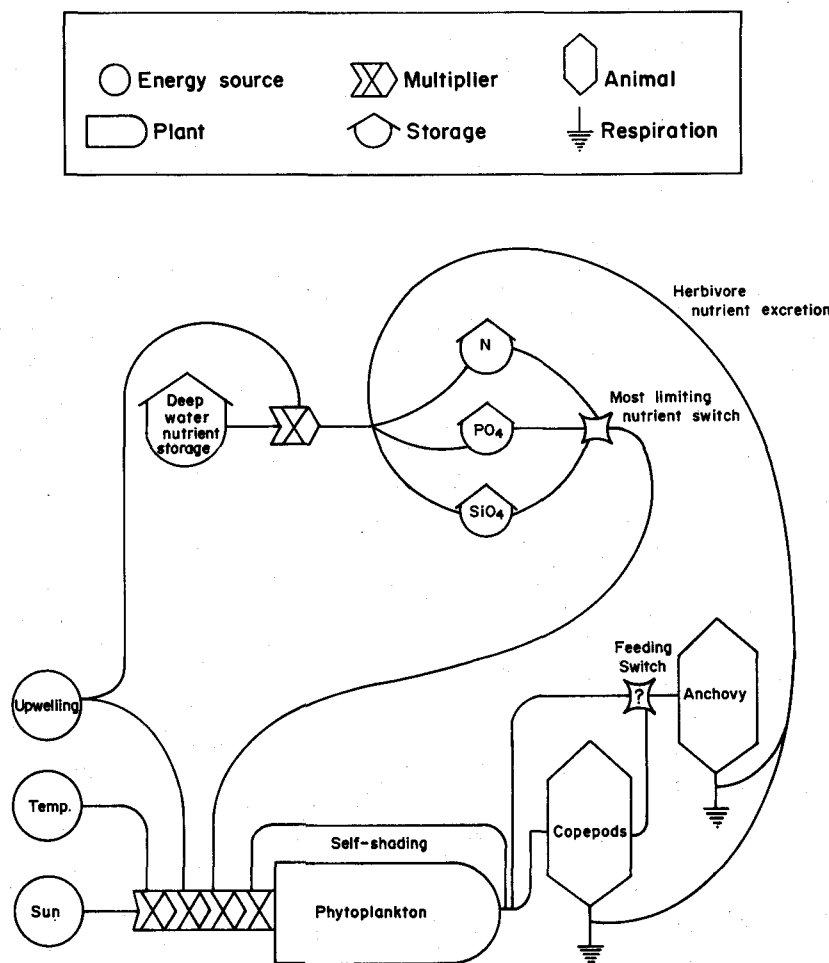 Energy source
Multiplier
Animal
Plant
Storage
Respiration
Herbivore
nutrient excretion
N
Most limiting
nutrient switch
Deep
water
nutrient
storage
PO4
SiO4
Feeding
Switch
Upwelling
?
Anchovy
Temp.
Copepods
Self-shading
Sun
Phytoplankton